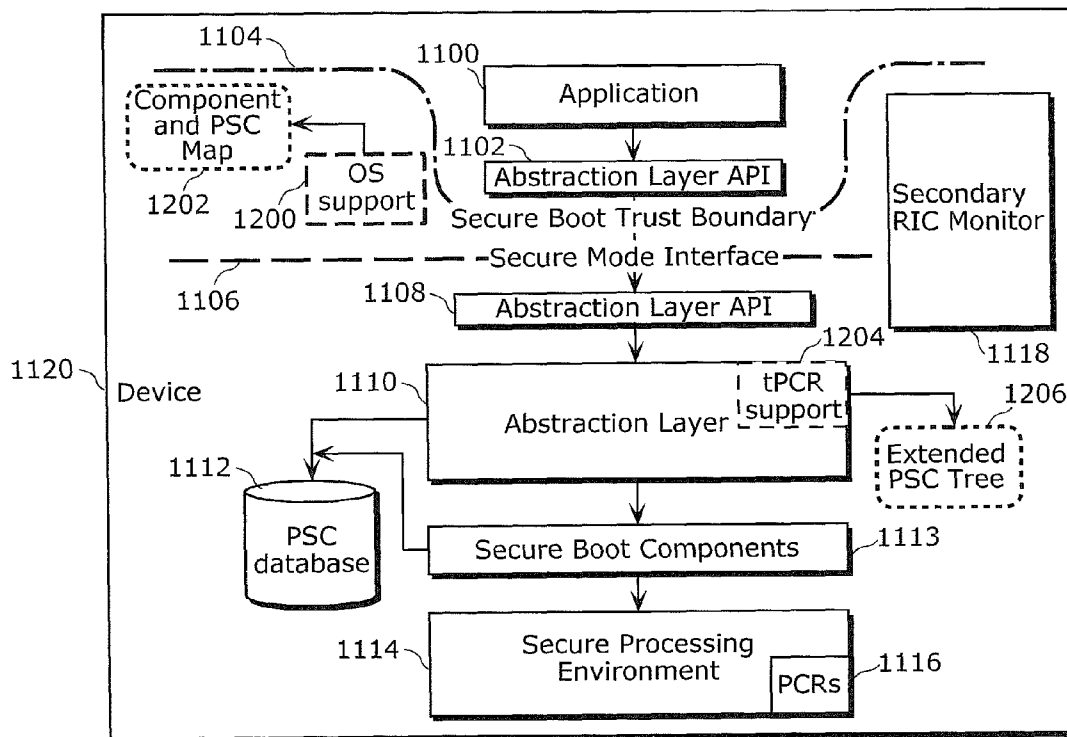 1104
1100
Application
Component
and PSC
Map
1102
Abstraction Layer API
OS
support
1202
1200
Secure Boot Trust Boundary
Secondary
RIC Monitor
Secure Mode Interface
1106
1108
Abstraction Layer API
1118
1204
1120
Device
1110
tPCR
support
Abstraction Layer
1206
Extended
PSC Tree
1112
PSC
database
Secure Boot Components
1113
1114
Secure Processing
Environment
1116
PCRs